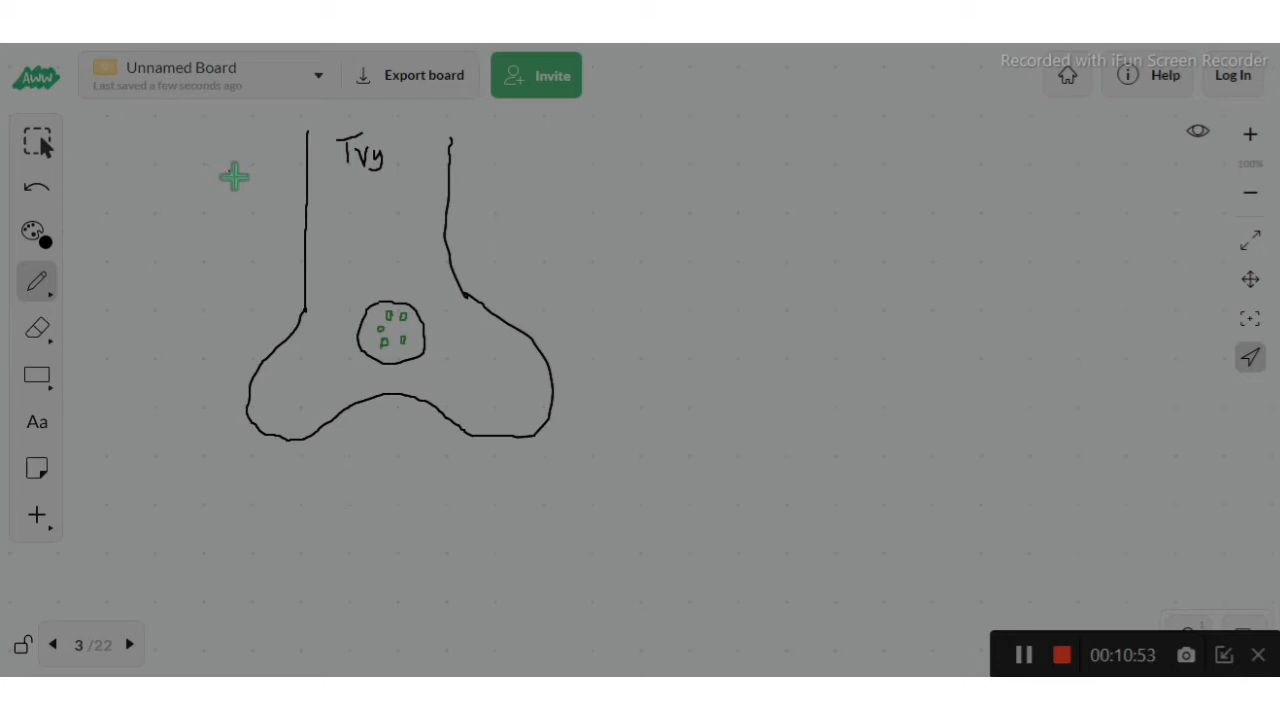 Recorded with iFun Screen Recorder
AWW
Unnamed Board
Last saved a few seconds ago
Export board
Invite
Help
Log In
100%
Aa
3 /22
00:10:53